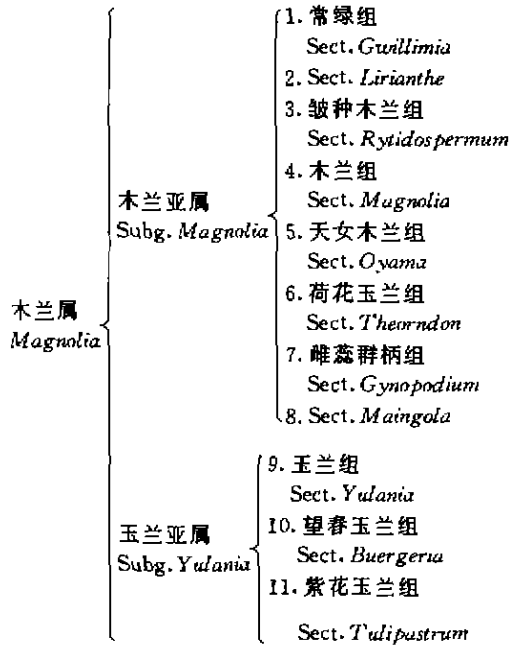 木兰属
Magnolia
木兰亚属
Subg. Magnolia
1. 常绿组
Sect. Gwillimia
2. Sect. Lirianthe
3. 皱种木兰组
Sect. Rytidospermum
4. 木兰组
Sect. Magnolia
5. 天女木兰组
Sect. Oyama
6. 荷花玉兰组
Sect. Theorndon
7. 雌蕊群柄组
Sect. Gynopodium
8. Sect. Maingola
玉兰亚属
Subg. Yulania
9. 玉兰组
Sect. Yulania
10. 望春玉兰组
Sect. Buergeria
11. 紫花玉兰组
Sect. Tulipastrum